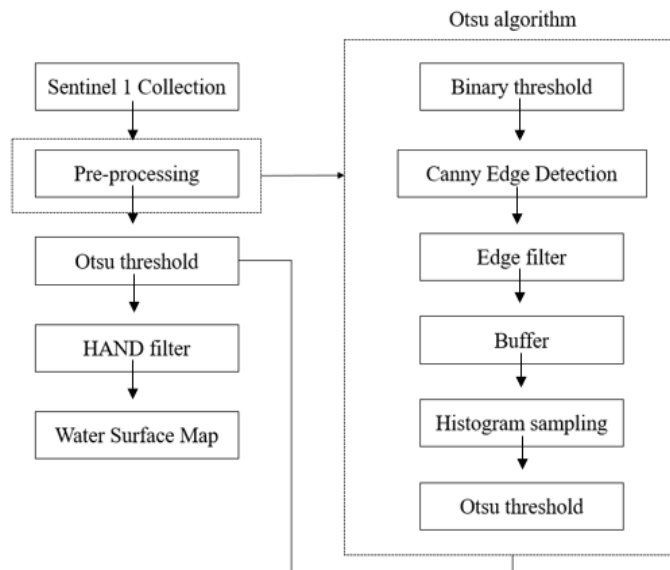 Otsu algorithm
Sentinel 1 Collection
Pre-processing
Otsu threshold
HAND filter
Water Surface Map
Binary threshold
Canny Edge Detection
Edge filter
Buffer
Histogram sampling
Otsu threshold